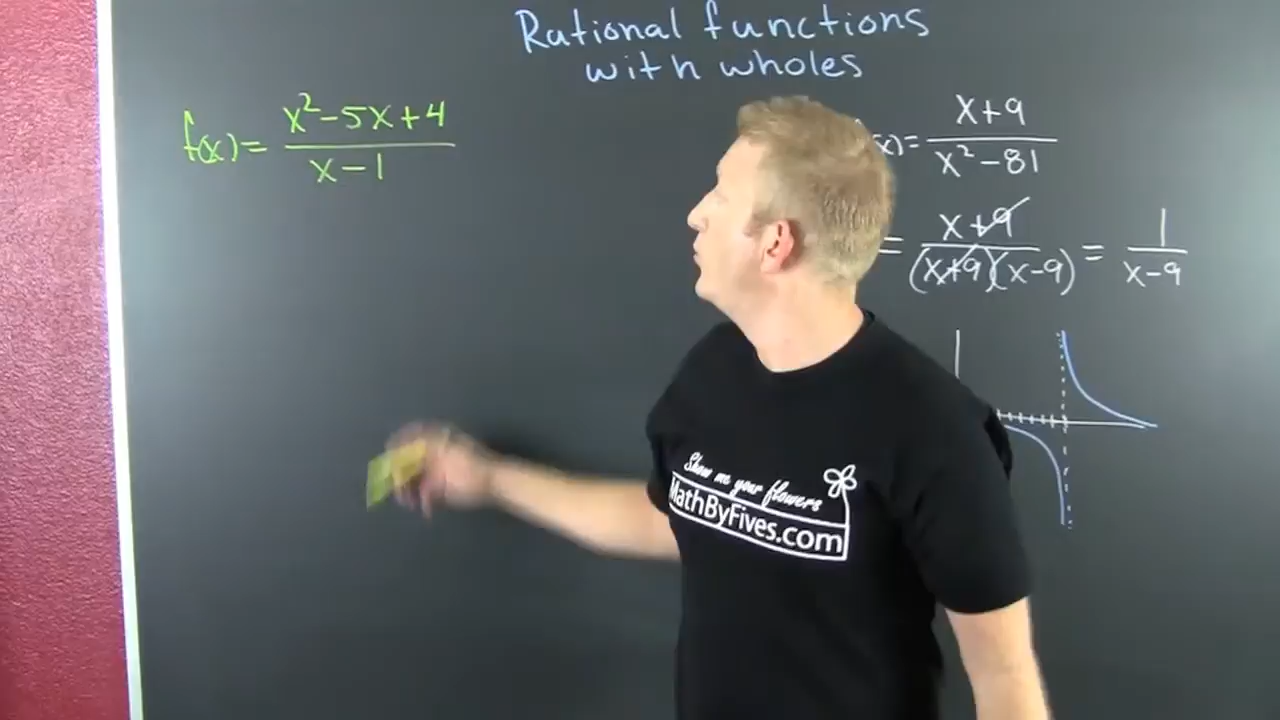 Rational functions
with wholes
f(x) = (x²-5x+4)/(x-1)
(x) = (x+9)/(x²-81)
= (x+9)/((x+9)(x-9)) = 1/(x-9)
Show me your flowers
MathByFives.com